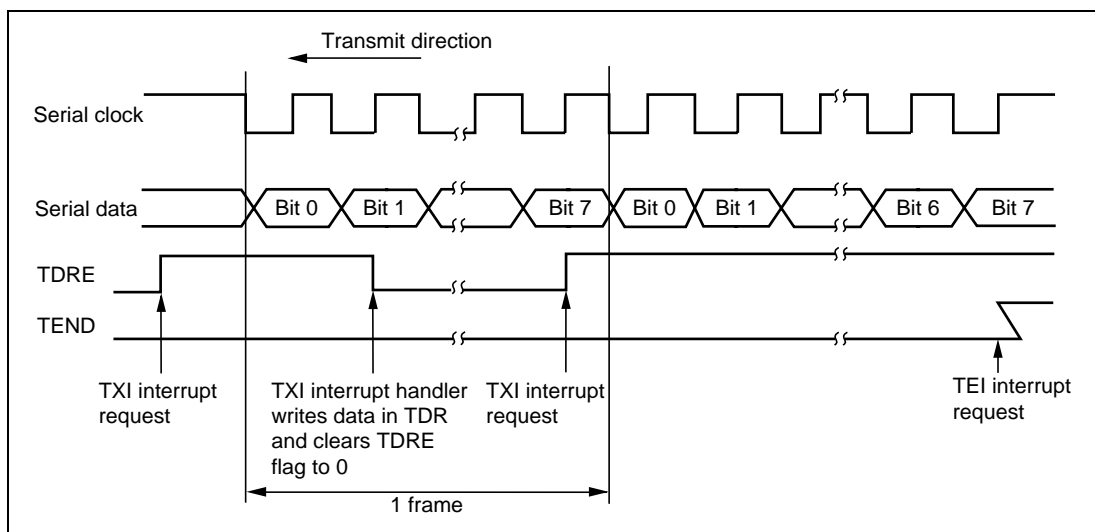 Transmit direction
Serial clock
Serial data
Bit 0
Bit 1
Bit 7
Bit 0
Bit 1
Bit 6
Bit 7
TDRE
TEND
TXI interrupt
request
TXI interrupt handler
writes data in TDR
and clears TDRE
flag to 0
TXI interrupt
request
TEI interrupt
request
1 frame